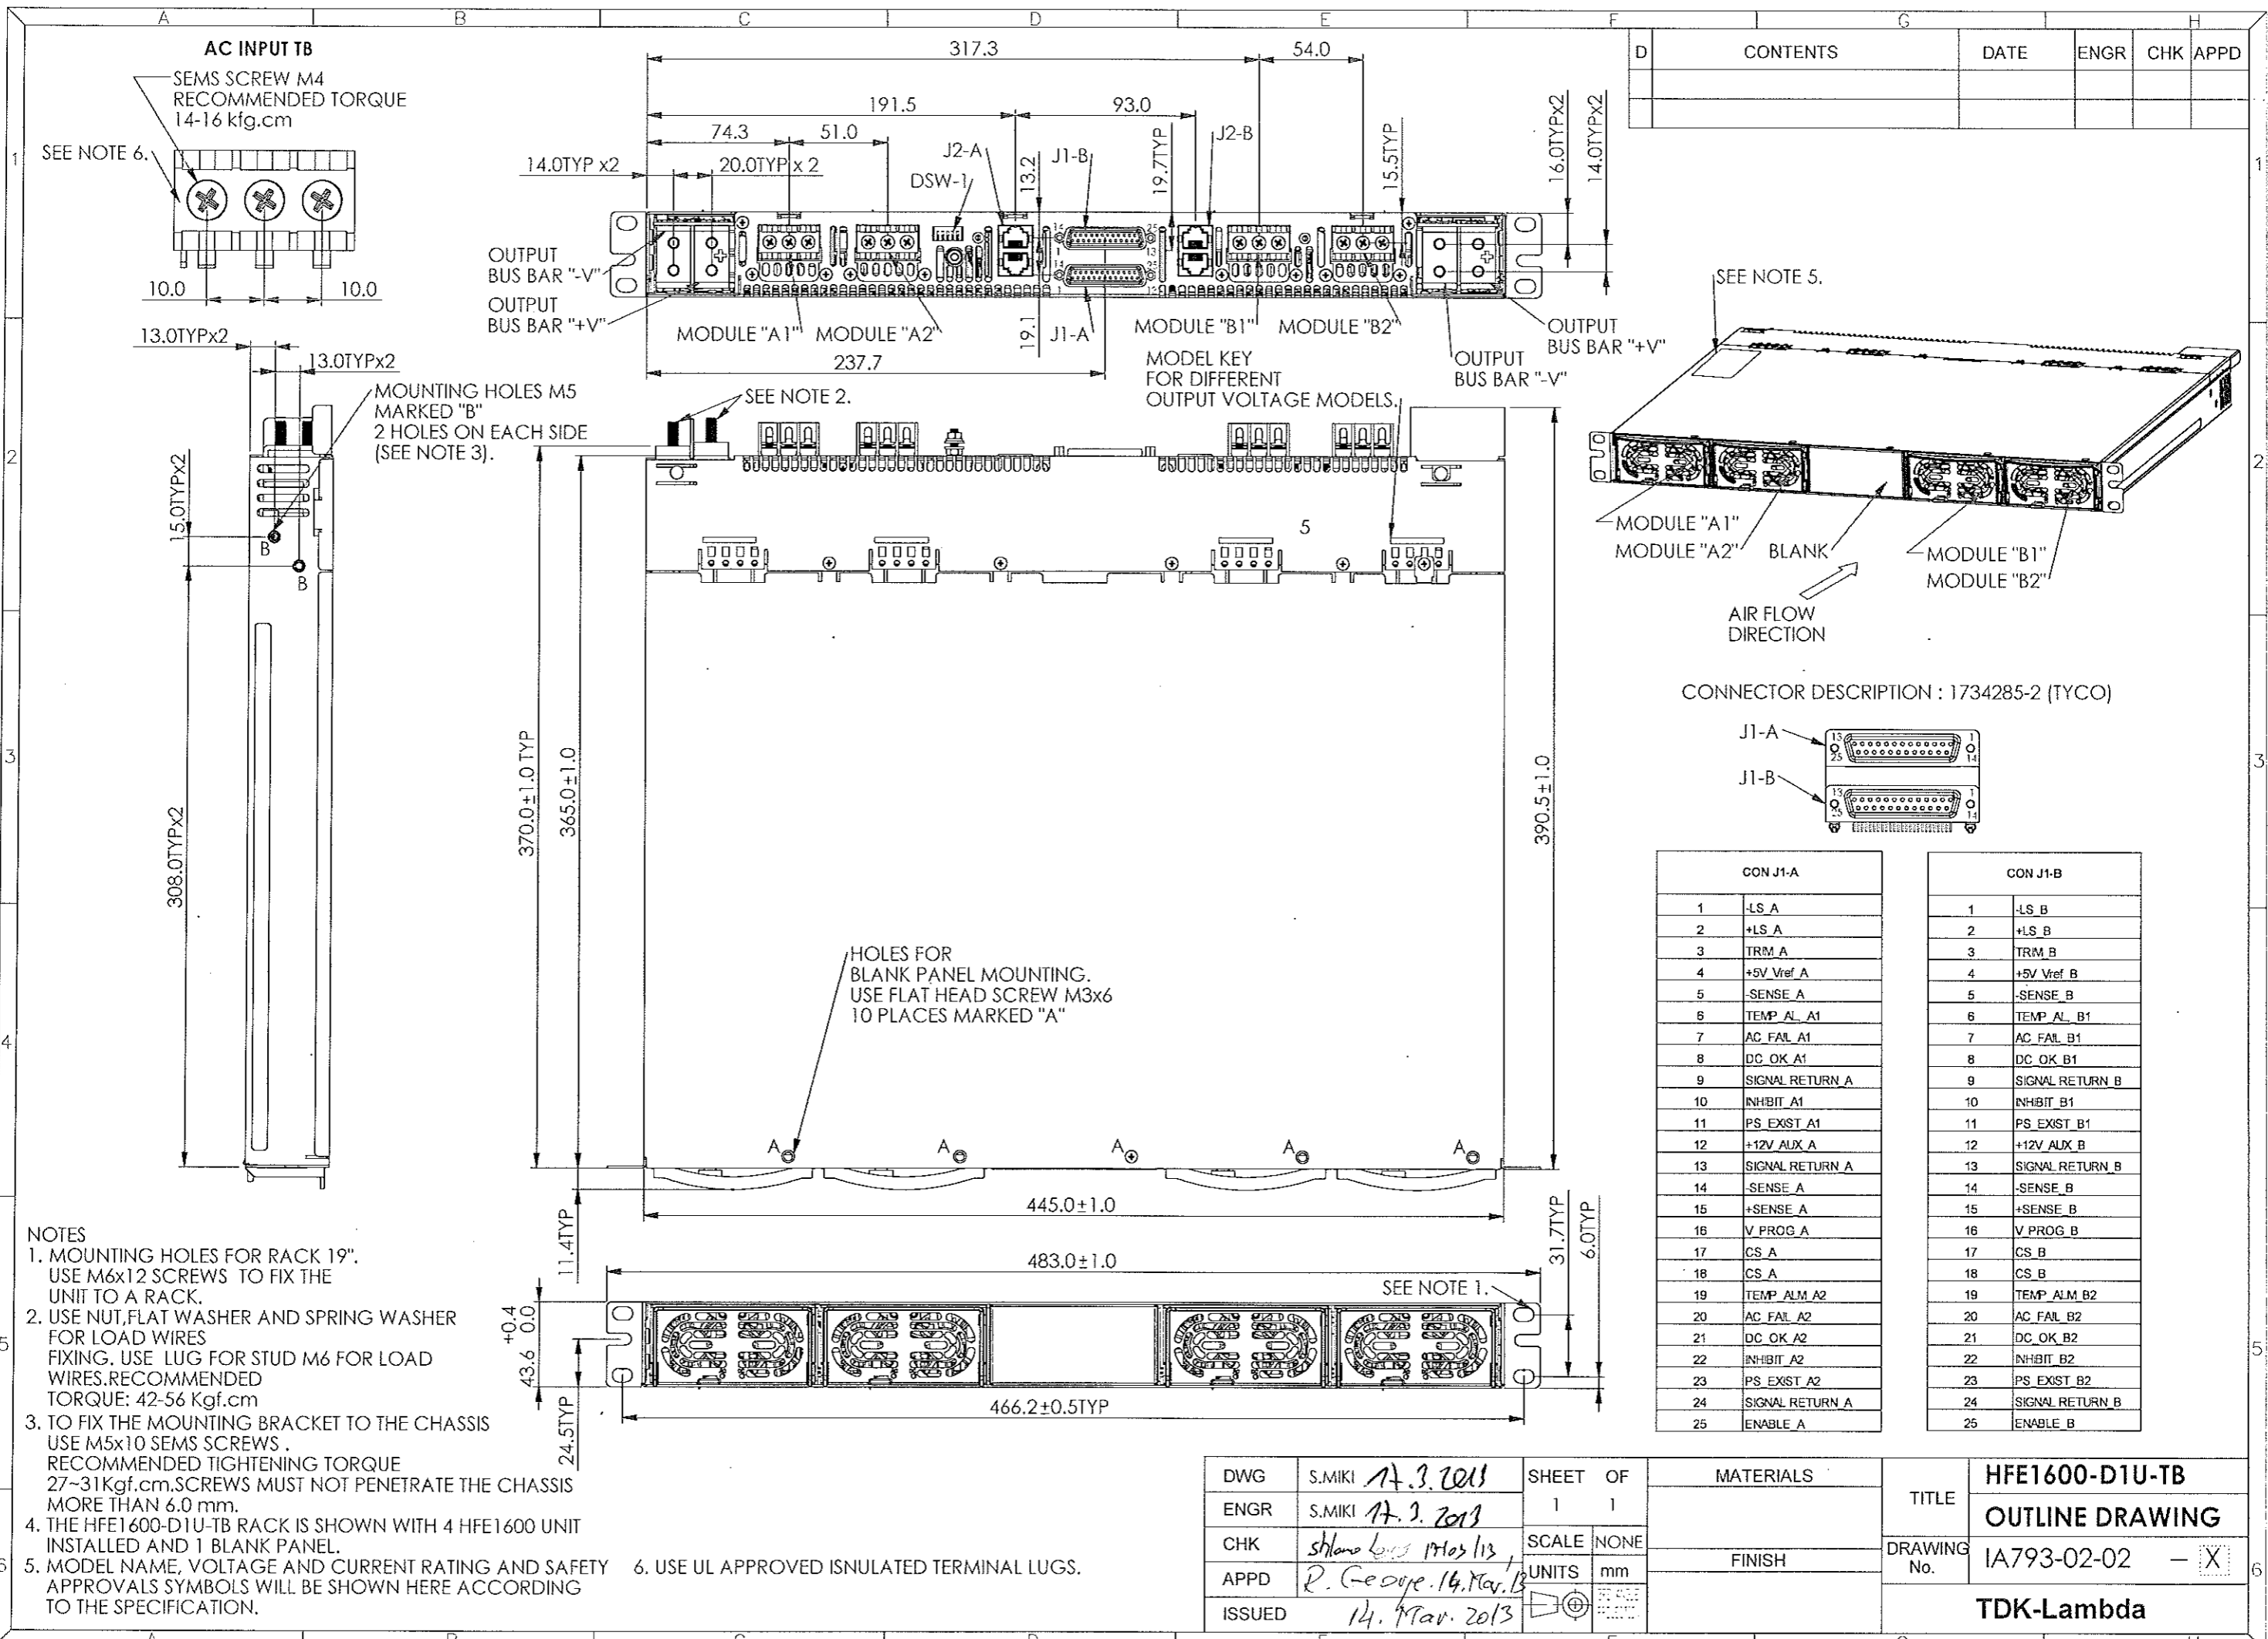 A B C D E F G H
AC INPUT TB
SEMS SCREW M4
RECOMMENDED TORQUE
14-16 kfg.cm
SEE NOTE 6.
10.0 10.0
317.3 54.0
191.5 93.0
74.3 51.0
14.0TYP x2 20.0TYP x 2
J2-A
DSW-1
13.2
J1-B
19.7TYP
J2-B
15.5TYP
16.0TYPx2
14.0TYPx2
OUTPUT
BUS BAR "-V"
OUTPUT
BUS BAR "+V"
MODULE "A1" MODULE "A2"
19.1
J1-A
MODULE "B1" MODULE "B2"
OUTPUT
BUS BAR "+V"
OUTPUT
BUS BAR "-V"
237.7
MODEL KEY
FOR DIFFERENT
OUTPUT VOLTAGE MODELS.
D CONTENTS DATE ENGR CHK APPD
13.0TYPx2
13.0TYPx2
MOUNTING HOLES M5
MARKED "B"
2 HOLES ON EACH SIDE
(SEE NOTE 3).
15.0TYPx2
B
B
308.0TYPx2
SEE NOTE 2.
5
370.0±1.0 TYP
365.0±1.0
390.5±1.0
HOLES FOR
BLANK PANEL MOUNTING.
USE FLAT HEAD SCREW M3x6
10 PLACES MARKED "A"
A A A A A
445.0±1.0
11.4TYP
483.0±1.0
31.7TYP
6.0TYP
SEE NOTE 1.
43.6 +0.4 0.0
24.5TYP
466.2±0.5TYP
SEE NOTE 5.
MODULE "A1"
MODULE "A2"
BLANK
MODULE "B1"
MODULE "B2"
AIR FLOW
DIRECTION
CONNECTOR DESCRIPTION : 1734285-2 (TYCO)
J1-A
13 1
25 14
J1-B
13 1
25 14
CON J1-A
1 -LS_A
2 +LS_A
3 TRIM_A
4 +5V_Vref_A
5 -SENSE_A
6 TEMP_AL_A1
7 AC_FAIL_A1
8 DC_OK_A1
9 SIGNAL RETURN_A
10 INHIBIT_A1
11 PS_EXIST_A1
12 +12V_AUX_A
13 SIGNAL RETURN_A
14 -SENSE_A
15 +SENSE_A
16 V_PROG_A
17 CS_A
18 CS_A
19 TEMP_ALM_A2
20 AC_FAIL_A2
21 DC_OK_A2
22 INHIBIT_A2
23 PS_EXIST_A2
24 SIGNAL RETURN_A
25 ENABLE_A
CON J1-B
1 -LS_B
2 +LS_B
3 TRIM_B
4 +5V_Vref_B
5 -SENSE_B
6 TEMP_AL_B1
7 AC_FAIL_B1
8 DC_OK_B1
9 SIGNAL RETURN_B
10 INHIBIT_B1
11 PS_EXIST_B1
12 +12V_AUX_B
13 SIGNAL RETURN_B
14 -SENSE_B
15 +SENSE_B
16 V_PROG_B
17 CS_B
18 CS_B
19 TEMP_ALM_B2
20 AC_FAIL_B2
21 DC_OK_B2
22 INHIBIT_B2
23 PS_EXIST_B2
24 SIGNAL RETURN_B
25 ENABLE_B
NOTES
1. MOUNTING HOLES FOR RACK 19".
USE M6x12 SCREWS TO FIX THE
UNIT TO A RACK.
2. USE NUT,FLAT WASHER AND SPRING WASHER
FOR LOAD WIRES
FIXING. USE LUG FOR STUD M6 FOR LOAD
WIRES.RECOMMENDED
TORQUE: 42-56 Kgf.cm
3. TO FIX THE MOUNTING BRACKET TO THE CHASSIS
USE M5x10 SEMS SCREWS .
RECOMMENDED TIGHTENING TORQUE
27~31Kgf.cm.SCREWS MUST NOT PENETRATE THE CHASSIS
MORE THAN 6.0 mm.
4. THE HFE1600-D1U-TB RACK IS SHOWN WITH 4 HFE1600 UNIT
INSTALLED AND 1 BLANK PANEL.
5. MODEL NAME, VOLTAGE AND CURRENT RATING AND SAFETY
APPROVALS SYMBOLS WILL BE SHOWN HERE ACCORDING
TO THE SPECIFICATION.
6. USE UL APPROVED ISNULATED TERMINAL LUGS.
DWG S.MIKI 17.3.2013
ENGR S.MIKI 17.3.2013
CHK
APPD R. George. 14.Mar.13
ISSUED 14. Mar. 2013
SHEET OF
1 1
SCALE NONE
UNITS mm
MATERIALS
FINISH
TITLE HFE1600-D1U-TB
OUTLINE DRAWING
DRAWING No. IA793-02-02 – X
TDK-Lambda